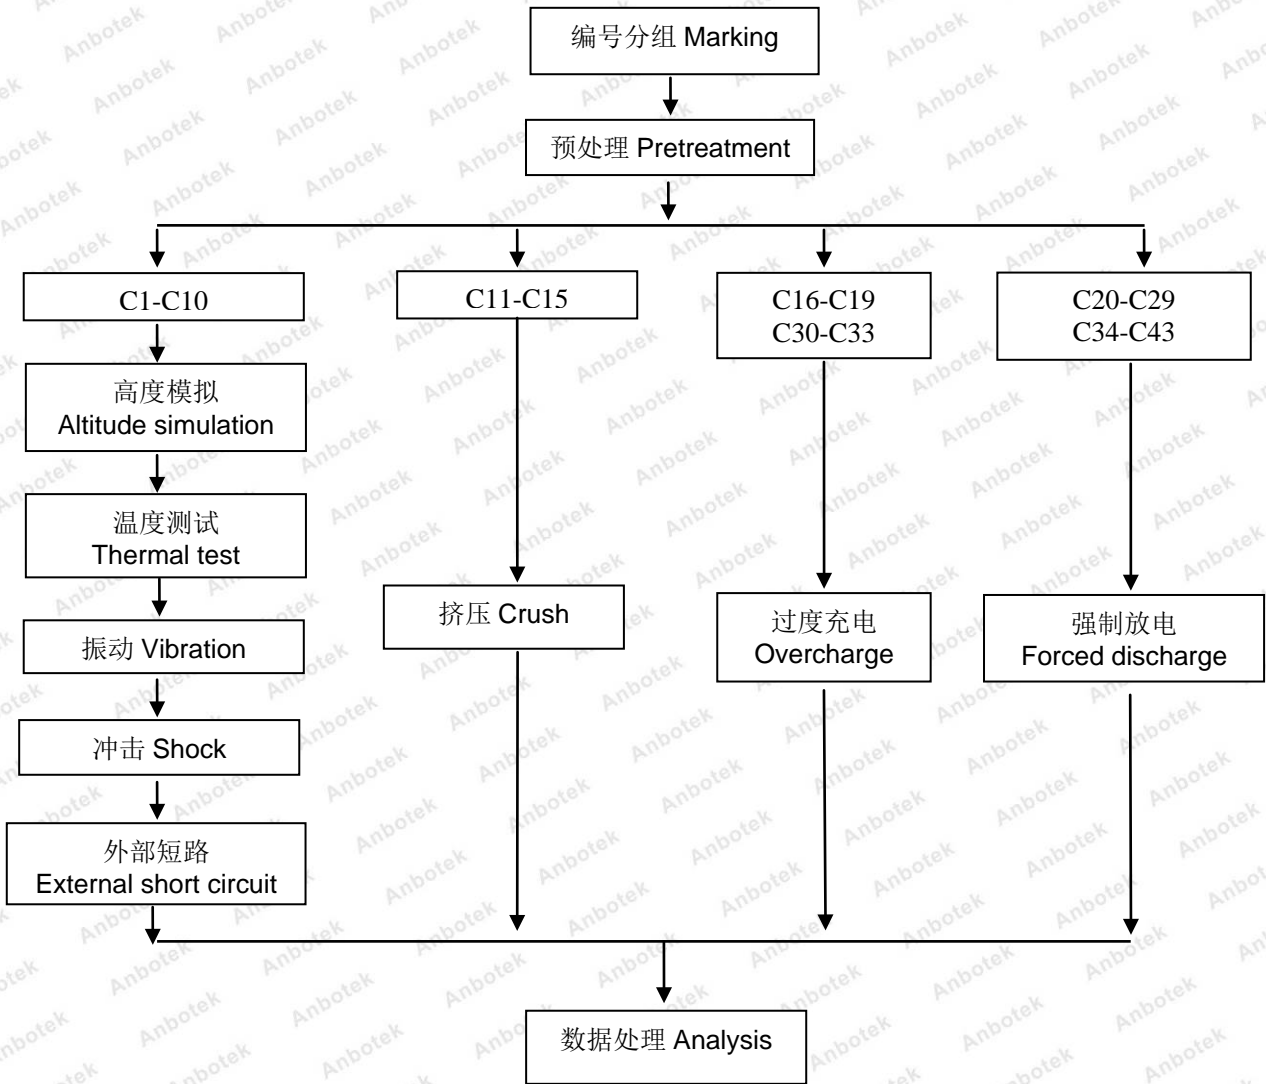 编号分组 Marking
预处理 Pretreatment
C1-C10
C11-C15
C16-C19
C30-C33
C20-C29
C34-C43
高度模拟
Altitude simulation
温度测试
Thermal test
振动 Vibration
冲击 Shock
外部短路
External short circuit
挤压 Crush
过度充电
Overcharge
强制放电
Forced discharge
数据处理 Analysis
Anbotek